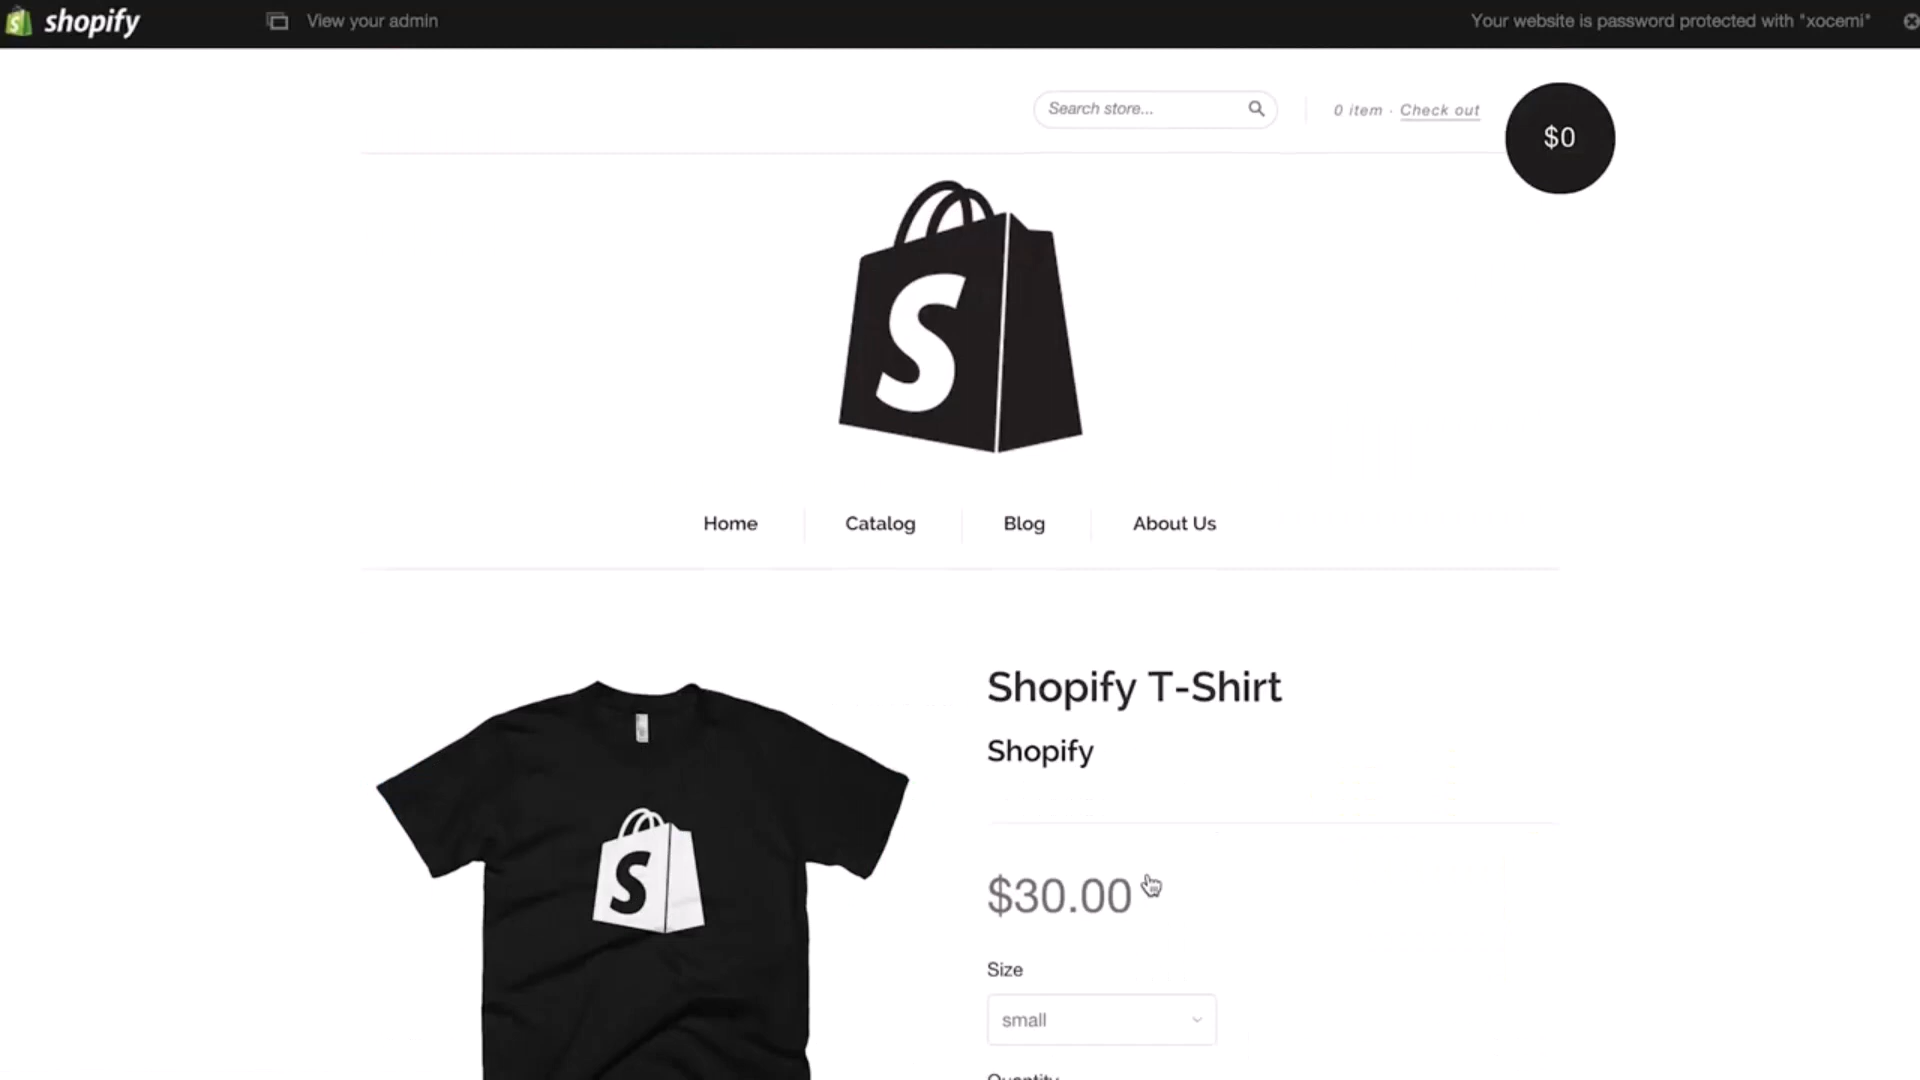 shopify
View your admin
Your website is password protected with "xocemi"
Search store...
0 item · Check out
$0
S
Home
Catalog
Blog
About Us
Shopify T-Shirt
Shopify
S
$30.00
Size
small
Quantity